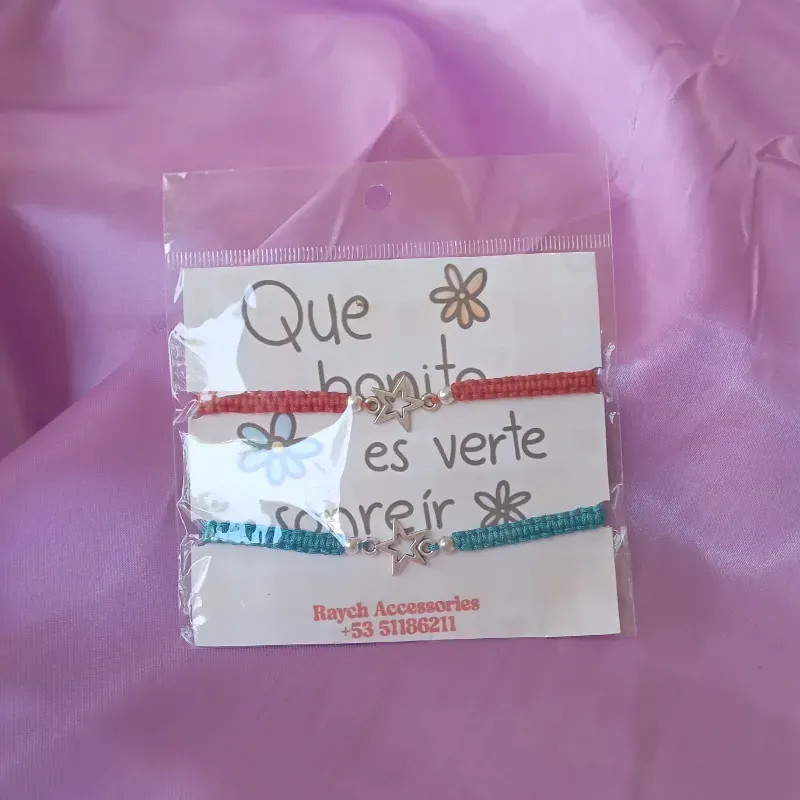 Que
bonito
es verte
sonreír
Raych Accessories
+53 51186211